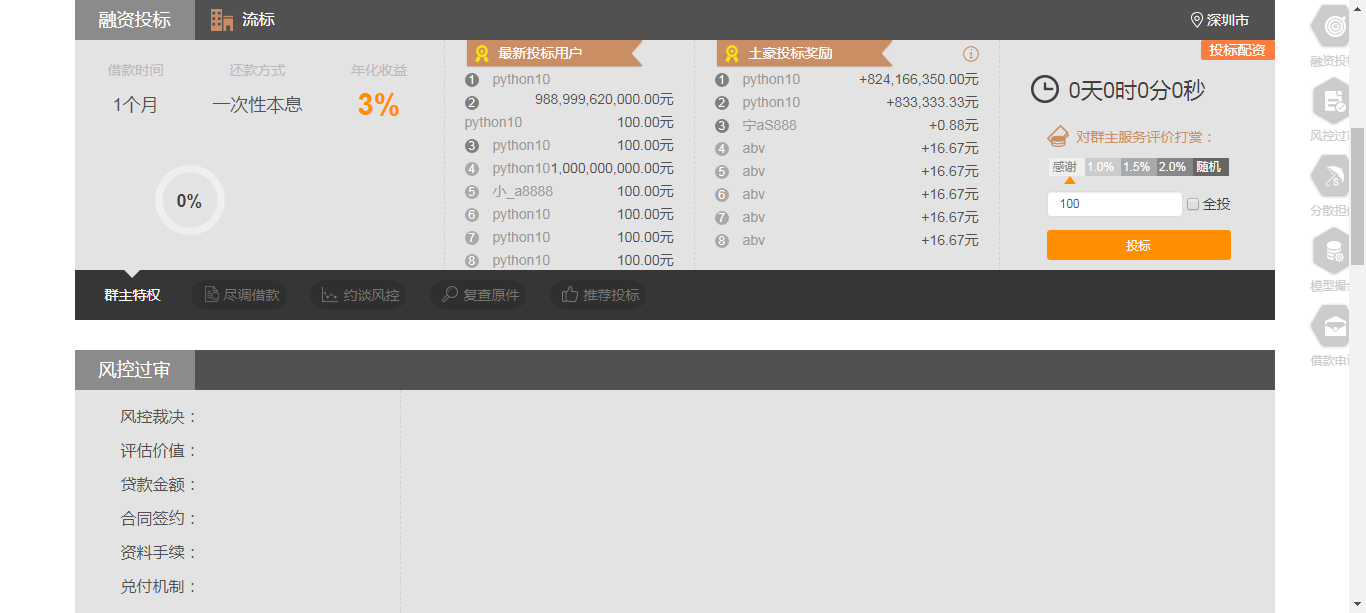 融资投标
流标
深圳市
借款时间
还款方式
年化收益
1个月
一次性本息
3%
0%
最新投标用户
1 python10
2 988,999,620,000.00元
python10 100.00元
3 python10 100.00元
4 python101,000,000,000.00元
5 小_a8888 100.00元
6 python10 100.00元
7 python10 100.00元
8 python10 100.00元
土豪投标奖励
1 python10 +824,166,350.00元
2 python10 +833,333.33元
3 宁aS888 +0.88元
4 abv +16.67元
5 abv +16.67元
6 abv +16.67元
7 abv +16.67元
8 abv +16.67元
投标配资
0天0时0分0秒
对群主服务评价打赏：
感谢 1.0% 1.5% 2.0% 随机
100 全投
投标
群主特权
尽调借款
约谈风控
复查原件
推荐投标
风控过审
风控裁决：
评估价值：
贷款金额：
合同签约：
资料手续：
兑付机制：
融资投
风控过
分散担
模型撮
借款申